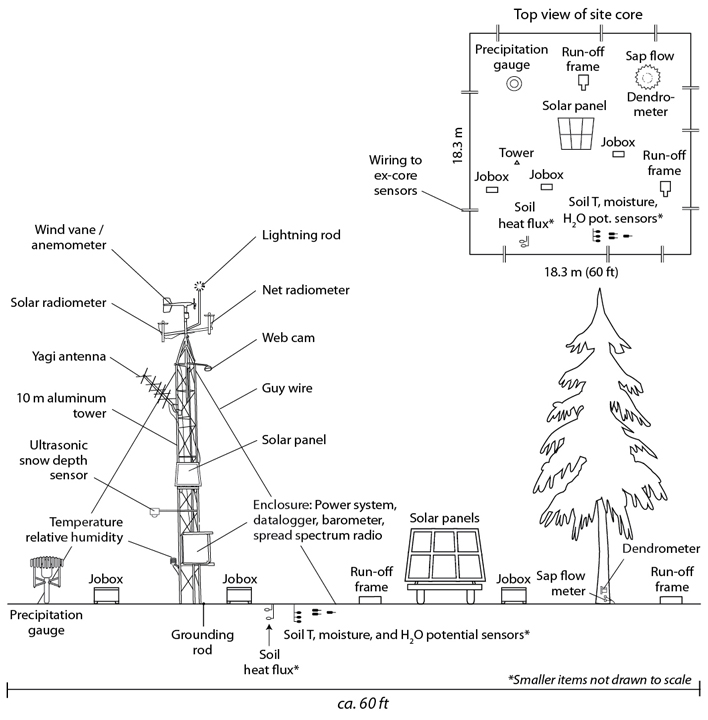 Top view of site core
Precipitation
gauge
Run-off
frame
Sap flow
Dendro-
meter
Solar panel
18.3 m
Jobox
Tower
Wiring to
ex-core
sensors
Jobox
Jobox
Run-off
frame
Soil
heat flux*
Soil T, moisture,
H₂O pot. sensors*
18.3 m (60 ft)
Wind vane /
anemometer
Lightning rod
Solar radiometer
Net radiometer
Web cam
Yagi antenna
Guy wire
10 m aluminum
tower
Solar panel
Ultrasonic
snow depth
sensor
Enclosure: Power system,
datalogger, barometer,
spread spectrum radio
Temperature
relative humidity
Solar panels
Dendrometer
Jobox
Jobox
Run-off
frame
Jobox
Sap flow
meter
Run-off
frame
Precipitation
gauge
Grounding
rod
Soil T, moisture, and H₂O potential sensors*
Soil
heat flux*
*Smaller items not drawn to scale
ca. 60 ft